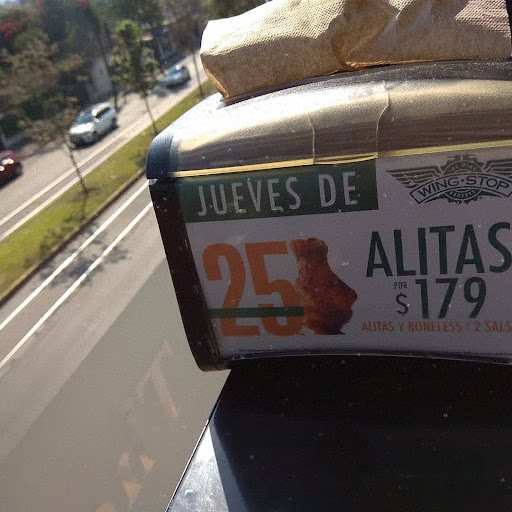 JUEVES DE
WING·STOP
25 ALITAS
POR
$179
ALITAS Y BONELESS / 2 SALS